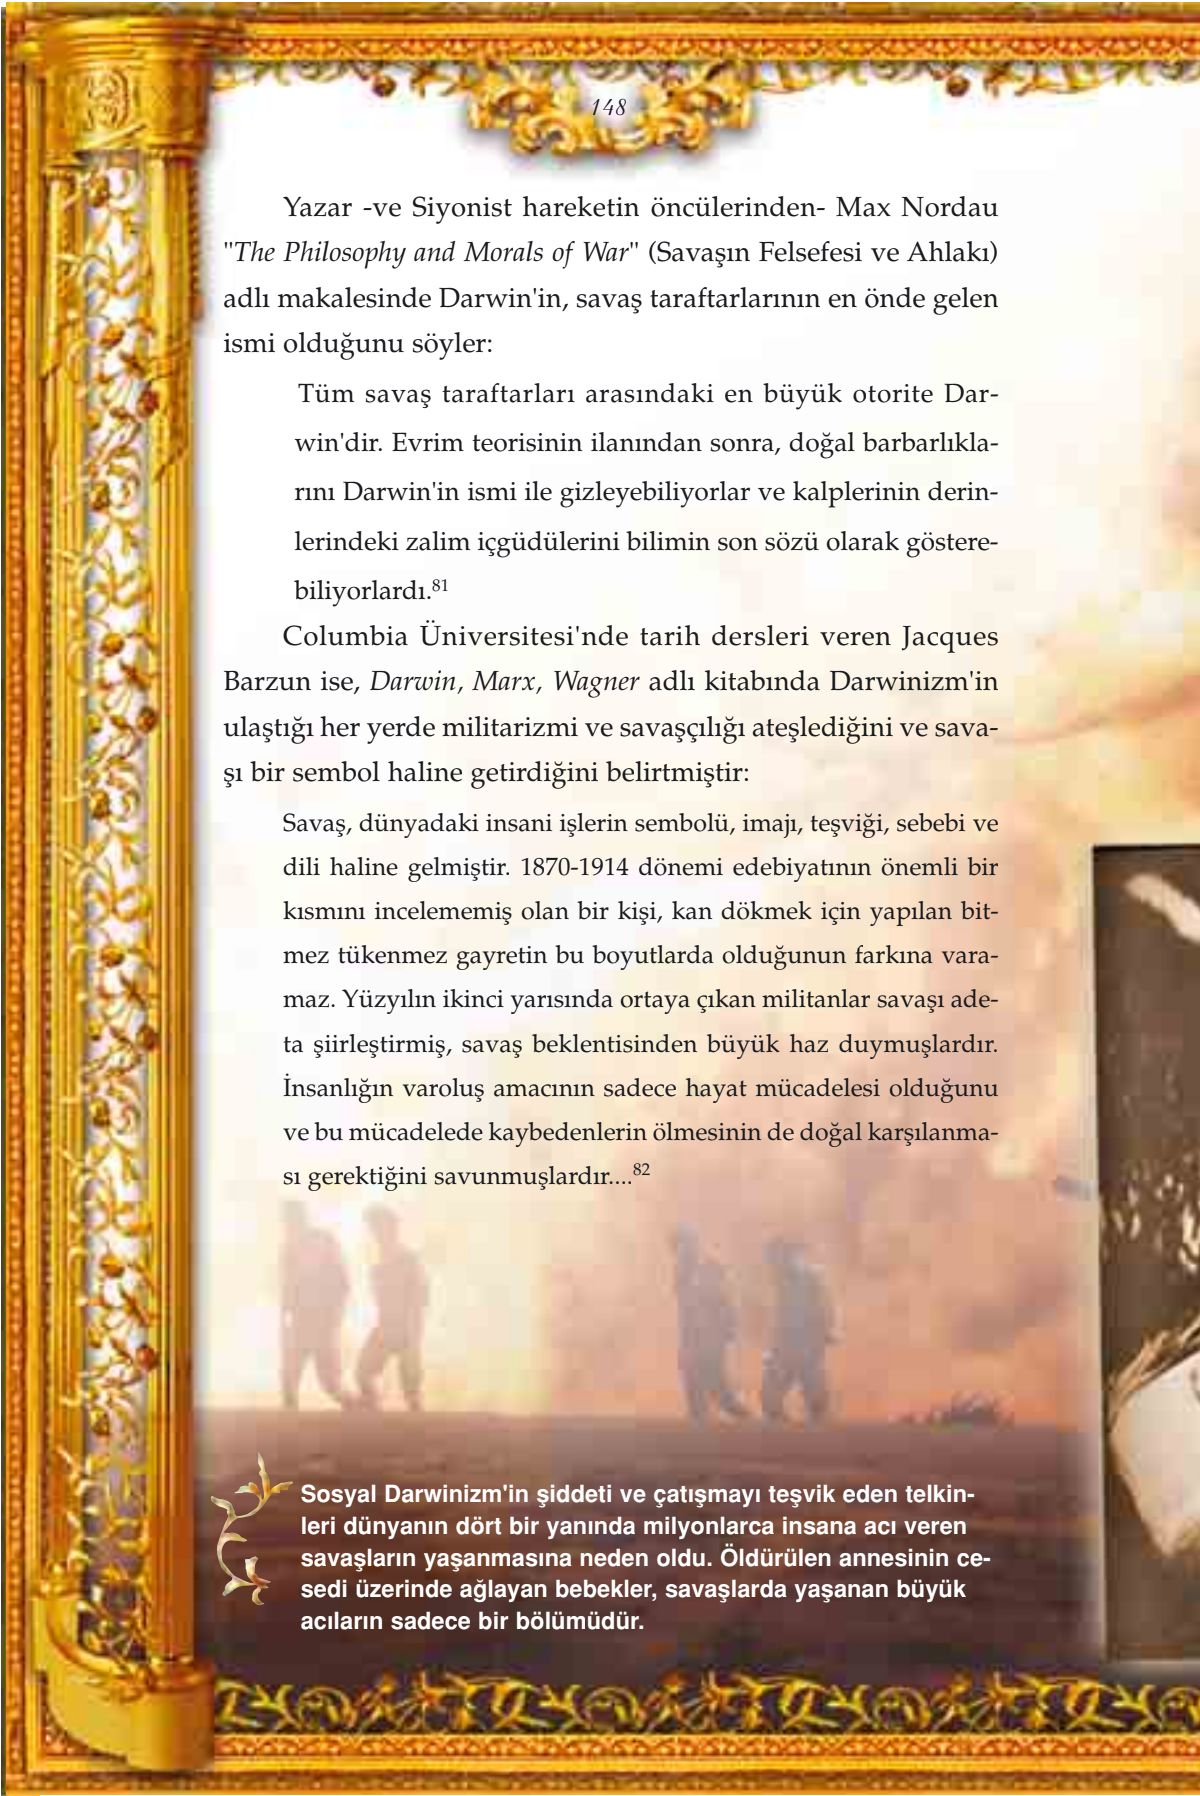 148
Yazar -ve Siyonist hareketin öncülerinden- Max Nordau
"The Philosophy and Morals of War" (Savaşın Felsefesi ve Ahlakı)
adlı makalesinde Darwin'in, savaş taraftarlarının en önde gelen
ismi olduğunu söyler:
Tüm savaş taraftarları arasındaki en büyük otorite Dar-
win'dir. Evrim teorisinin ilanından sonra, doğal barbarlıkla-
rını Darwin'in ismi ile gizleyebiliyorlar ve kalplerinin derin-
lerindeki zalim içgüdülerini bilimin son sözü olarak göstere-
biliyorlardı.81
Columbia Üniversitesi'nde tarih dersleri veren Jacques
Barzun ise, Darwin, Marx, Wagner adlı kitabında Darwinizm'in
ulaştığı her yerde militarizmi ve savaşçılığı ateşlediğini ve sava-
şı bir sembol haline getirdiğini belirtmiştir:
Savaş, dünyadaki insani işlerin sembolü, imajı, teşviği, sebebi ve
dili haline gelmiştir. 1870-1914 dönemi edebiyatının önemli bir
kısmını incelememiş olan bir kişi, kan dökmek için yapılan bit-
mez tükenmez gayretin bu boyutlarda olduğunun farkına vara-
maz. Yüzyılın ikinci yarısında ortaya çıkan militanlar savaşı ade-
ta şiirleştirmiş, savaş beklentisinden büyük haz duymuşlardır.
İnsanlığın varoluş amacının sadece hayat mücadelesi olduğunu
ve bu mücadelede kaybedenlerin ölmesinin de doğal karşılanma-
sı gerektiğini savunmuşlardır....82
Sosyal Darwinizm'in şiddeti ve çatışmayı teşvik eden telkin-
leri dünyanın dört bir yanında milyonlarca insana acı veren
savaşların yaşanmasına neden oldu. Öldürülen annesinin ce-
sedi üzerinde ağlayan bebekler, savaşlarda yaşanan büyük
acıların sadece bir bölümüdür.